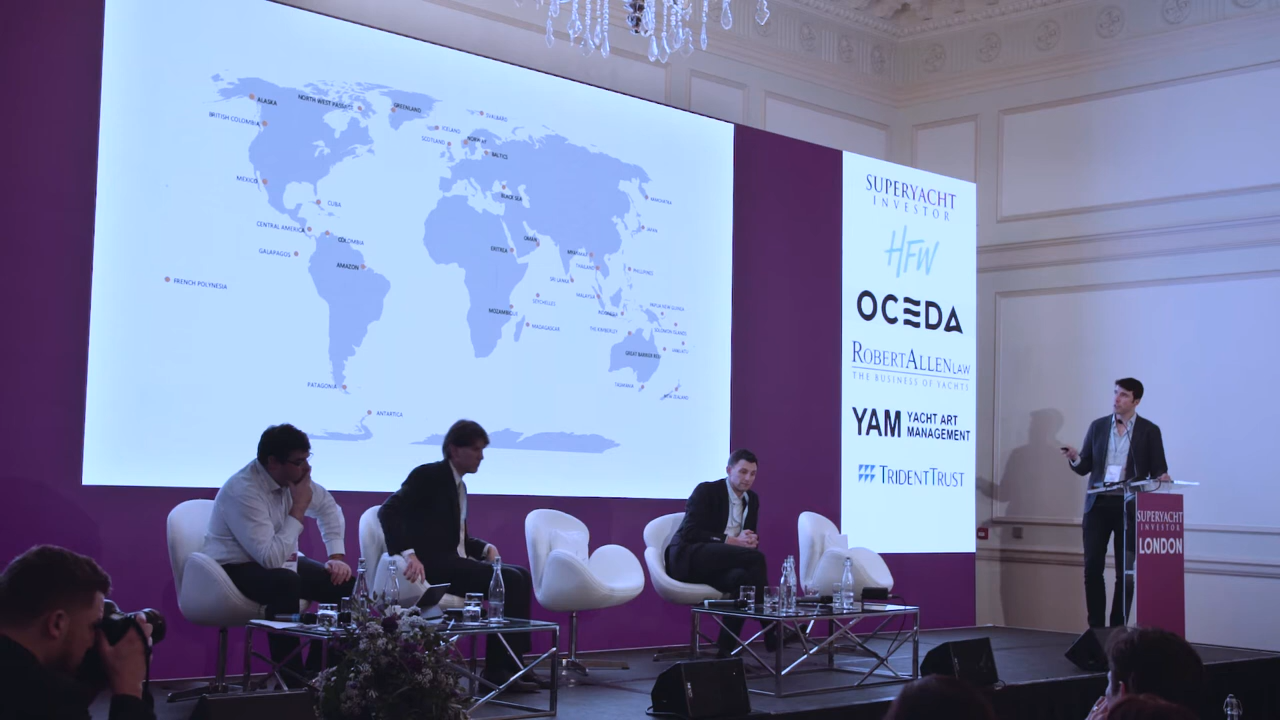 ALASKA
NORTH WEST PASSAGE
GREENLAND
SVALBARD
BRITISH COLOMBIA
ICELAND
SCOTLAND
NORWAY
BALTICS
MEXICO
CUBA
BLACK SEA
KAMCHATKA
CENTRAL AMERICA
COLOMBIA
JAPAN
GALAPAGOS
AMAZON
ERITREA
OMAN
MYANMAR
THAILAND
PHILIPPINES
FRENCH POLYNESIA
SRI LANKA
SEYCHELLES
MALAYSIA
MOZAMBIQUE
INDONESIA
PAPUA NEW GUINEA
MADAGASCAR
THE KIMBERLEY
SOLOMON ISLANDS
GREAT BARRIER REEF
VANUATU
PATAGONIA
TASMANIA
NEW ZEALAND
ANTARTICA
SUPERYACHT
INVESTOR
HFW
OCEDA
ROBERTALLENLAW
THE BUSINESS OF YACHTS
YAM YACHT ART
MANAGEMENT
TRIDENTTRUST
SUPERYACHT
INVESTOR
LONDON